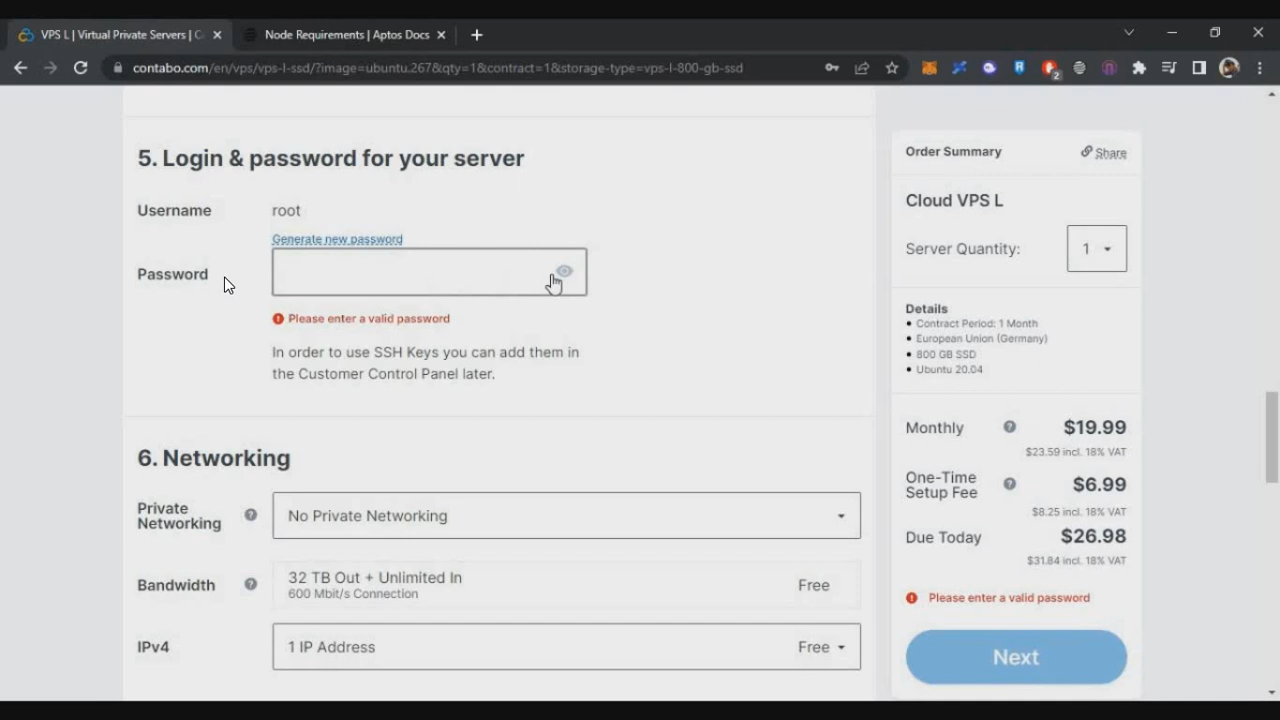 VPS L | Virtual Private Servers | C
Node Requirements | Aptos Docs
contabo.com/en/vps/vps-l-ssd/?image=ubuntu.267&qty=1&contract=1&storage-type=vps-l-800-gb-ssd
2
5. Login & password for your server
Username
root
Generate new password
Password
Please enter a valid password
In order to use SSH Keys you can add them in
the Customer Control Panel later.
6. Networking
Private
Networking
No Private Networking
Bandwidth
32 TB Out + Unlimited In
600 Mbit/s Connection
Free
IPv4
1 IP Address
Free
Order Summary
Share
Cloud VPS L
Server Quantity:
1
Details
Contract Period: 1 Month
European Union (Germany)
800 GB SSD
Ubuntu 20.04
Monthly
$19.99
$23.59 incl. 18% VAT
One-Time
Setup Fee
$6.99
$8.25 incl. 18% VAT
Due Today
$26.98
$31.84 incl. 18% VAT
Please enter a valid password
Next